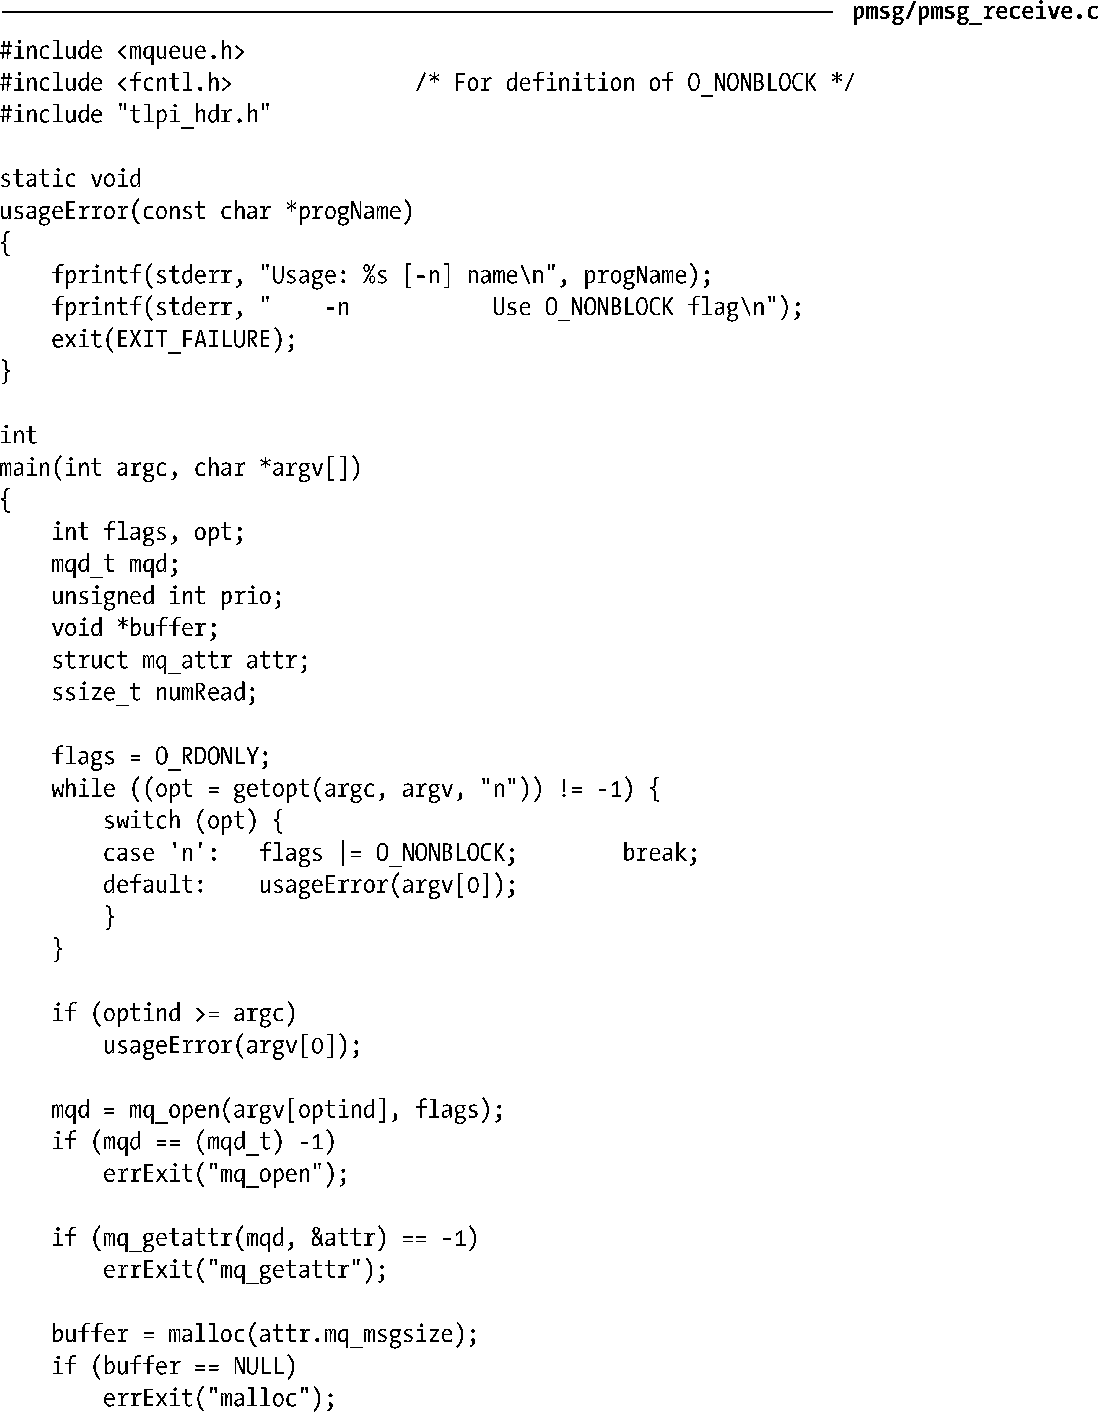 pmsg/pmsg_receive.c
#include <mqueue.h>
#include <fcntl.h>              /* For definition of O_NONBLOCK */
#include "tlpi_hdr.h"

static void
usageError(const char *progName)
{
    fprintf(stderr, "Usage: %s [-n] name\n", progName);
    fprintf(stderr, "    -n           Use O_NONBLOCK flag\n");
    exit(EXIT_FAILURE);
}

int
main(int argc, char *argv[])
{
    int flags, opt;
    mqd_t mqd;
    unsigned int prio;
    void *buffer;
    struct mq_attr attr;
    ssize_t numRead;

    flags = O_RDONLY;
    while ((opt = getopt(argc, argv, "n")) != -1) {
        switch (opt) {
        case 'n':   flags |= O_NONBLOCK;        break;
        default:    usageError(argv[0]);
        }
    }

    if (optind >= argc)
        usageError(argv[0]);

    mqd = mq_open(argv[optind], flags);
    if (mqd == (mqd_t) -1)
        errExit("mq_open");

    if (mq_getattr(mqd, &attr) == -1)
        errExit("mq_getattr");

    buffer = malloc(attr.mq_msgsize);
    if (buffer == NULL)
        errExit("malloc");